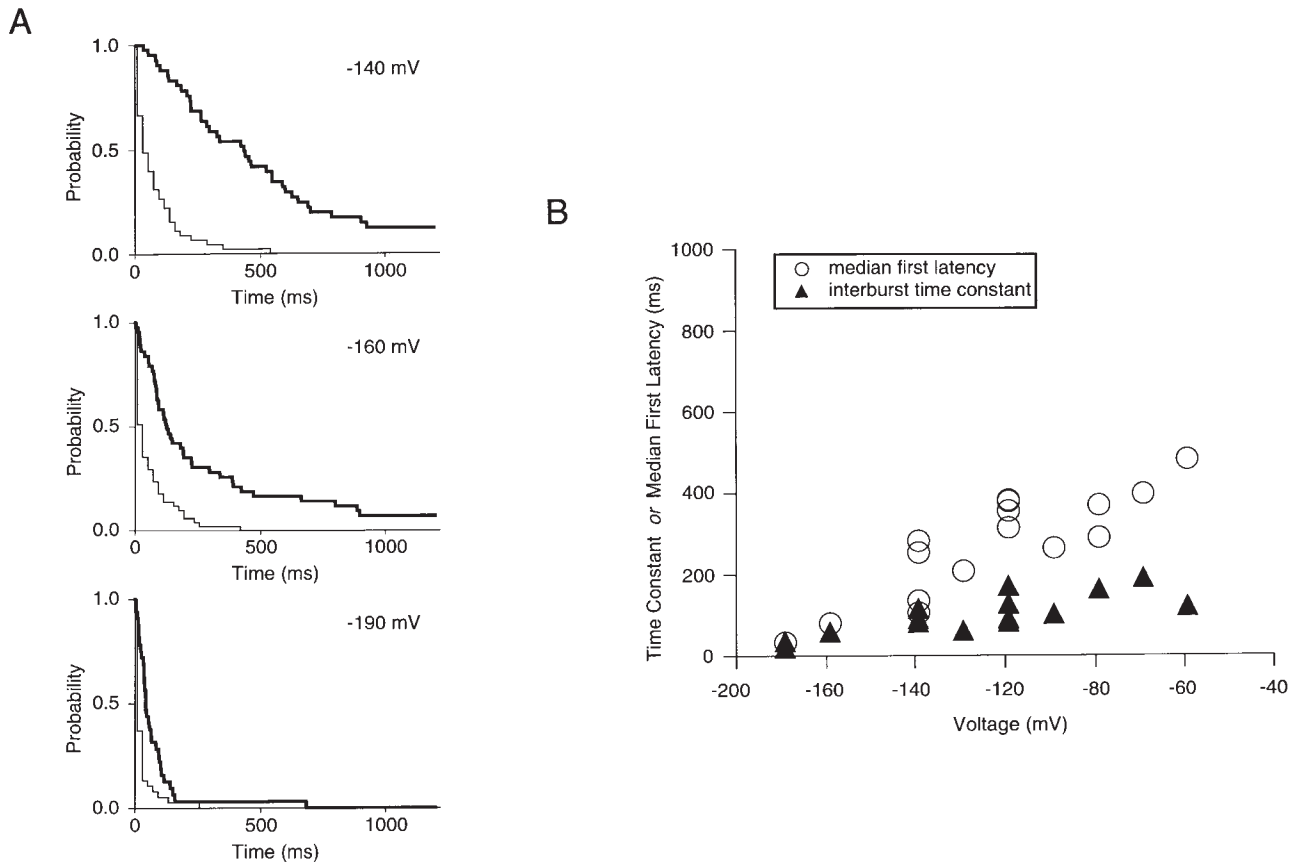 A
1.0
0.5
0.0
Probability
-140 mV
0
500
1000
Time (ms)
1.0
0.5
0.0
Probability
-160 mV
0
500
1000
Time (ms)
1.0
0.5
0.0
Probability
-190 mV
0
500
1000
Time (ms)
B
Time Constant or Median First Latency (ms)
1000
800
600
400
200
0
median first latency
interburst time constant
-200
-160
-140
-120
-80
-60
-40
Voltage (mV)